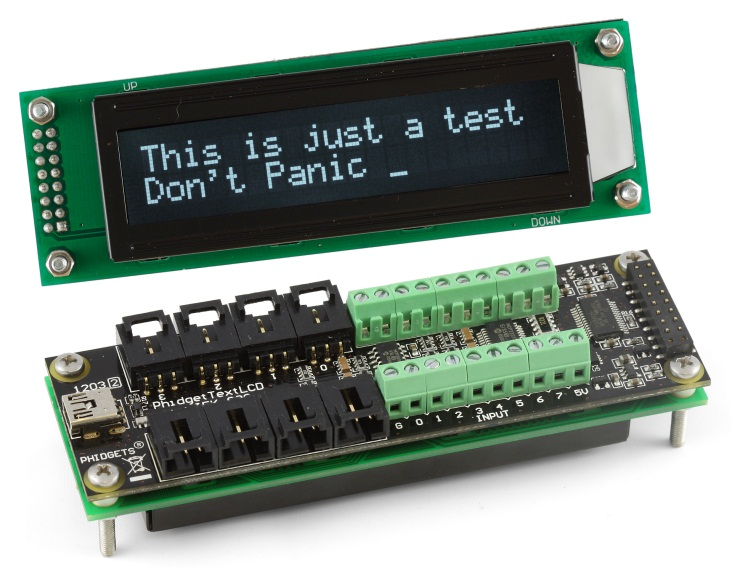 UP
This is just a test
Don't Panic _
DOWN
1203 2
PhidgetTextLCD
PHIDGETS®
G 0 1 2 3 4 5 6 7 5V
INPUT